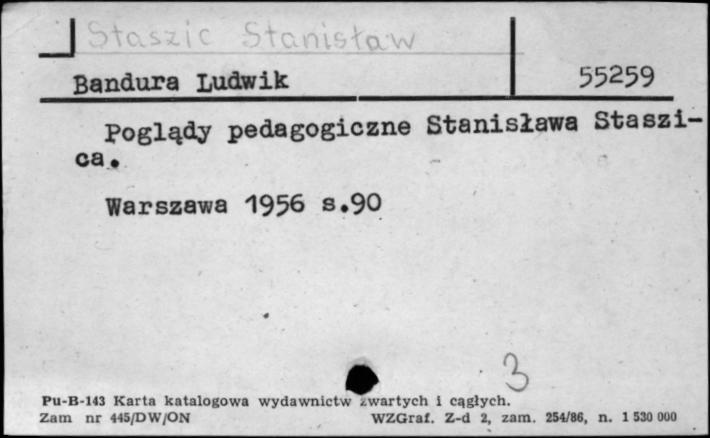 Staszic Stanisław
Bandura Ludwik 55259
Poglądy pedagogiczne Stanisława Staszi-
ca.
Warszawa 1956 s.90
3
Pu-B-143 Karta katalogowa wydawnictw zwartych i cągłych.
Zam nr 445/DW/ON WZGraf. Z-d 2, zam. 254/86, n. 1 530 000